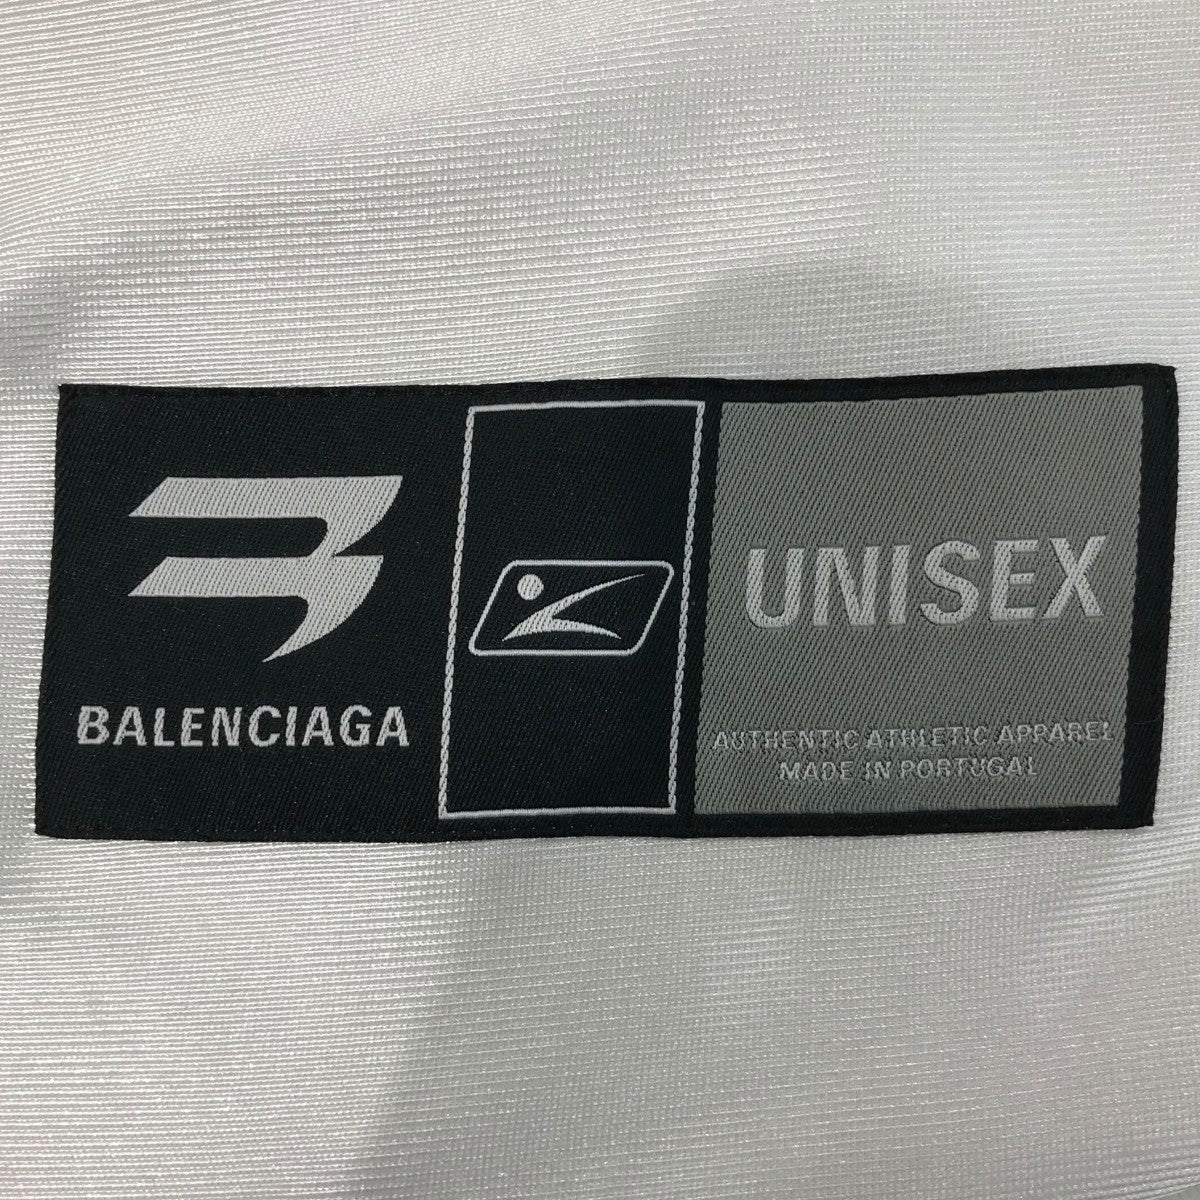 BALENCIAGA
UNISEX
AUTHENTIC ATHLETIC APPAREL
MADE IN PORTUGAL